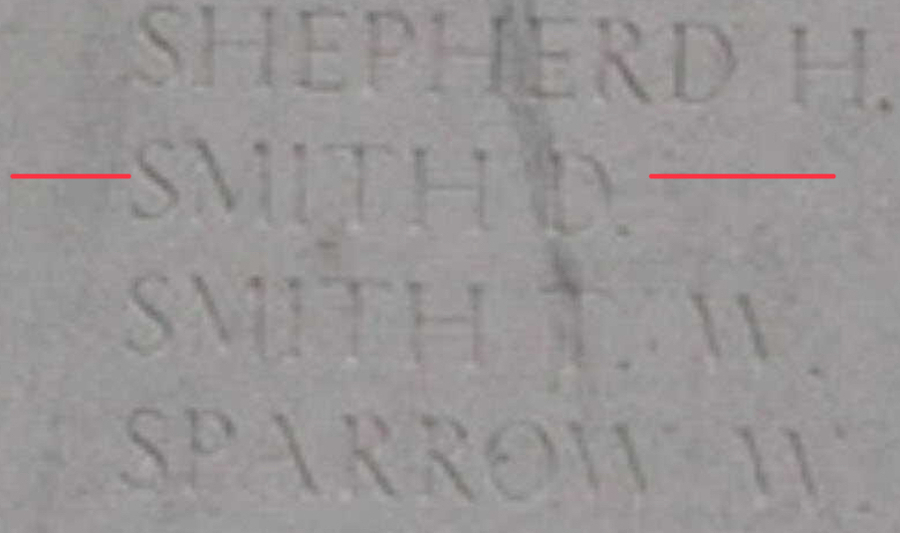 SHEPHERD H.
SMITH D.
SMITH T. W.
SPARROW W.